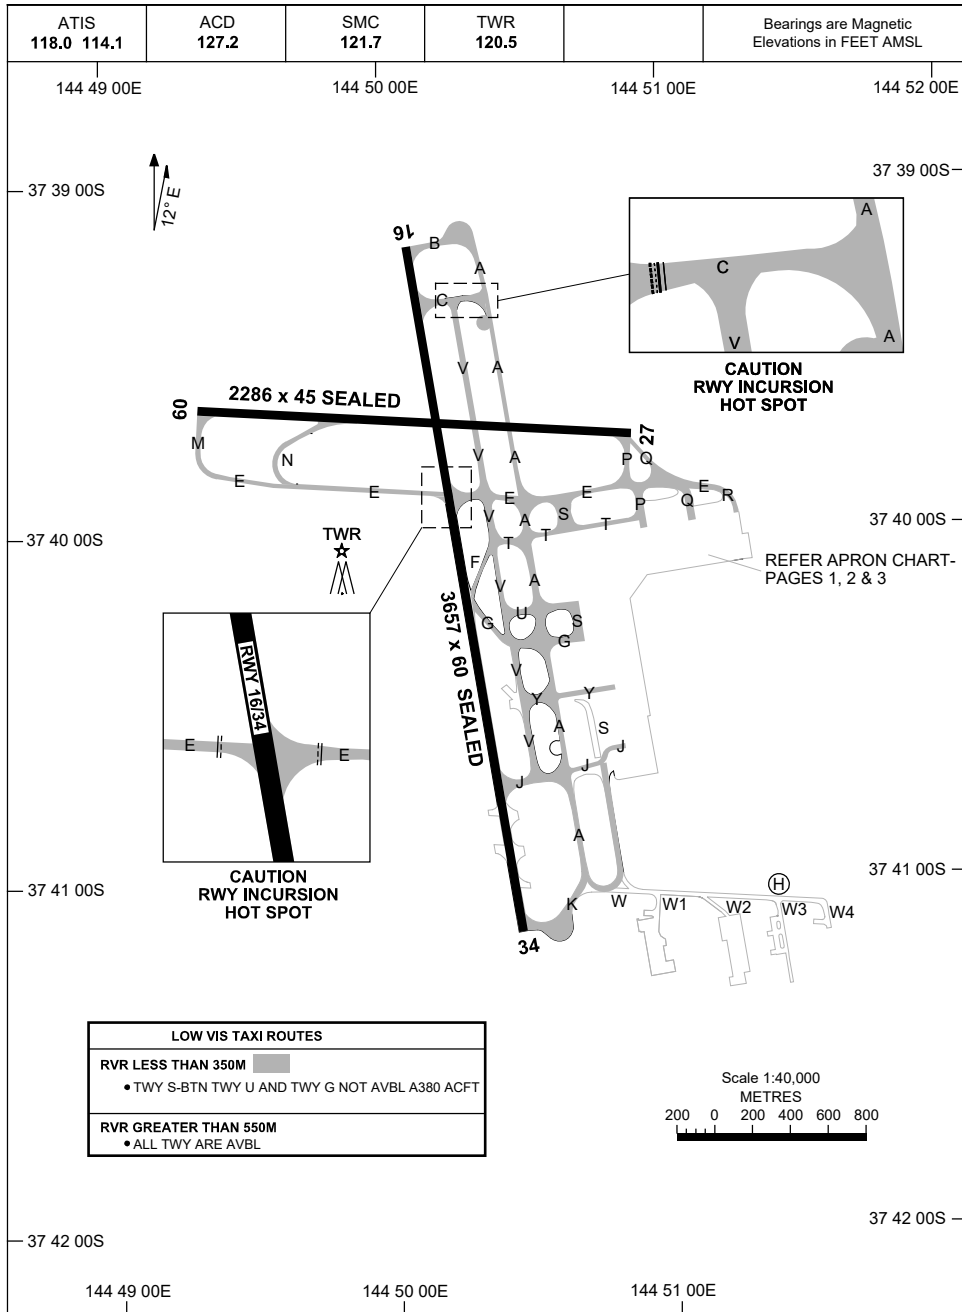 ATIS
118.0 114.1
ACD
127.2
SMC
121.7
TWR
120.5
Bearings are Magnetic
Elevations in FEET AMSL
144 49 00E
144 50 00E
144 51 00E
144 52 00E
37 39 00S
37 39 00S
12° E
16
B
A
C
A
C
V
A
CAUTION
RWY INCURSION
HOT SPOT
V
A
2286 x 45 SEALED
09
27
M
N
E
E
V
A
P
Q
E
E
E
P
Q
R
V
A
S
T
T
T
TWR
37 40 00S
37 40 00S
REFER APRON CHART-
PAGES 1, 2 & 3
F
V
A
G
U
S
G
3657 x 60 SEALED
RWY 16/34
E
E
CAUTION
RWY INCURSION
HOT SPOT
V
Y
Y
V
A
S
J
J
J
A
37 41 00S
37 41 00S
H
K
W
W1
W2
W3
W4
34
LOW VIS TAXI ROUTES
RVR LESS THAN 350M
• TWY S-BTN TWY U AND TWY G NOT AVBL A380 ACFT
RVR GREATER THAN 550M
• ALL TWY ARE AVBL
Scale 1:40,000
METRES
200 0 200 400 600 800
37 42 00S
37 42 00S
144 49 00E
144 50 00E
144 51 00E